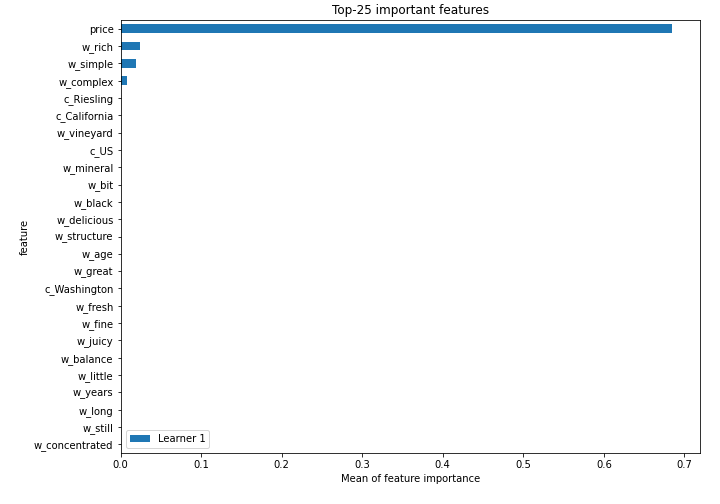 Top-25 important features
price
w_rich
w_simple
w_complex
c_Riesling
c_California
w_vineyard
c_US
w_mineral
w_bit
w_black
w_delicious
w_structure
w_age
w_great
c_Washington
w_fresh
w_fine
w_juicy
w_balance
w_little
w_years
w_long
w_still
w_concentrated
feature
Learner 1
0.0 0.1 0.2 0.3 0.4 0.5 0.6 0.7
Mean of feature importance